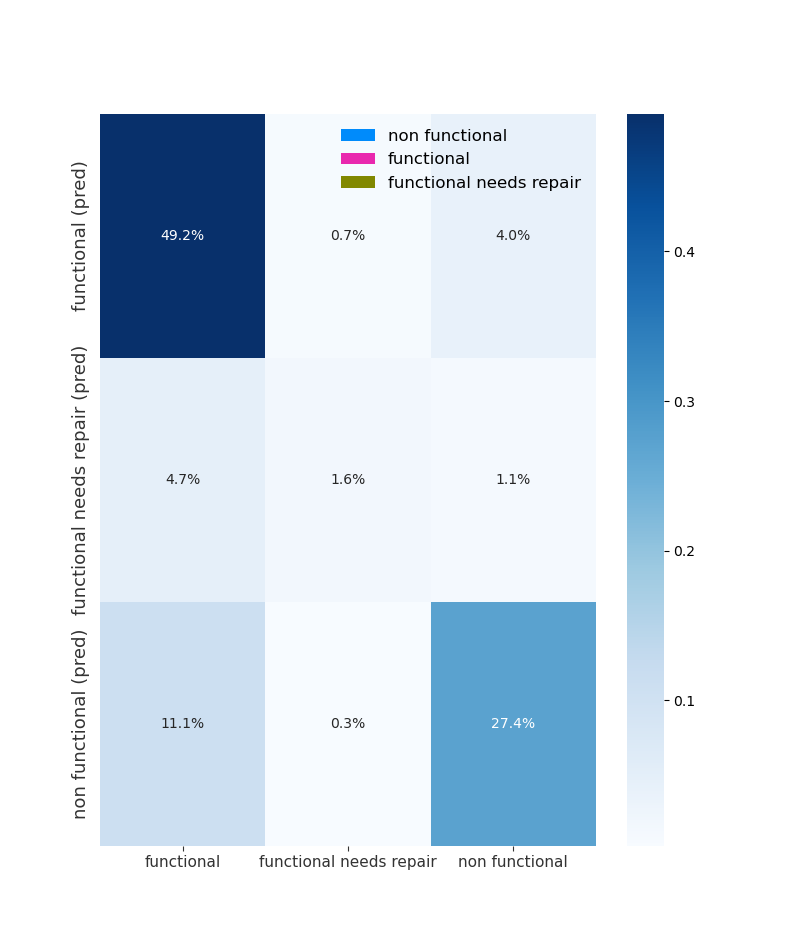 non functional
functional
functional needs repair
functional (pred)
49.2% 0.7% 4.0%
functional needs repair (pred)
4.7% 1.6% 1.1%
non functional (pred)
11.1% 0.3% 27.4%
functional functional needs repair non functional
0.4
0.3
0.2
0.1